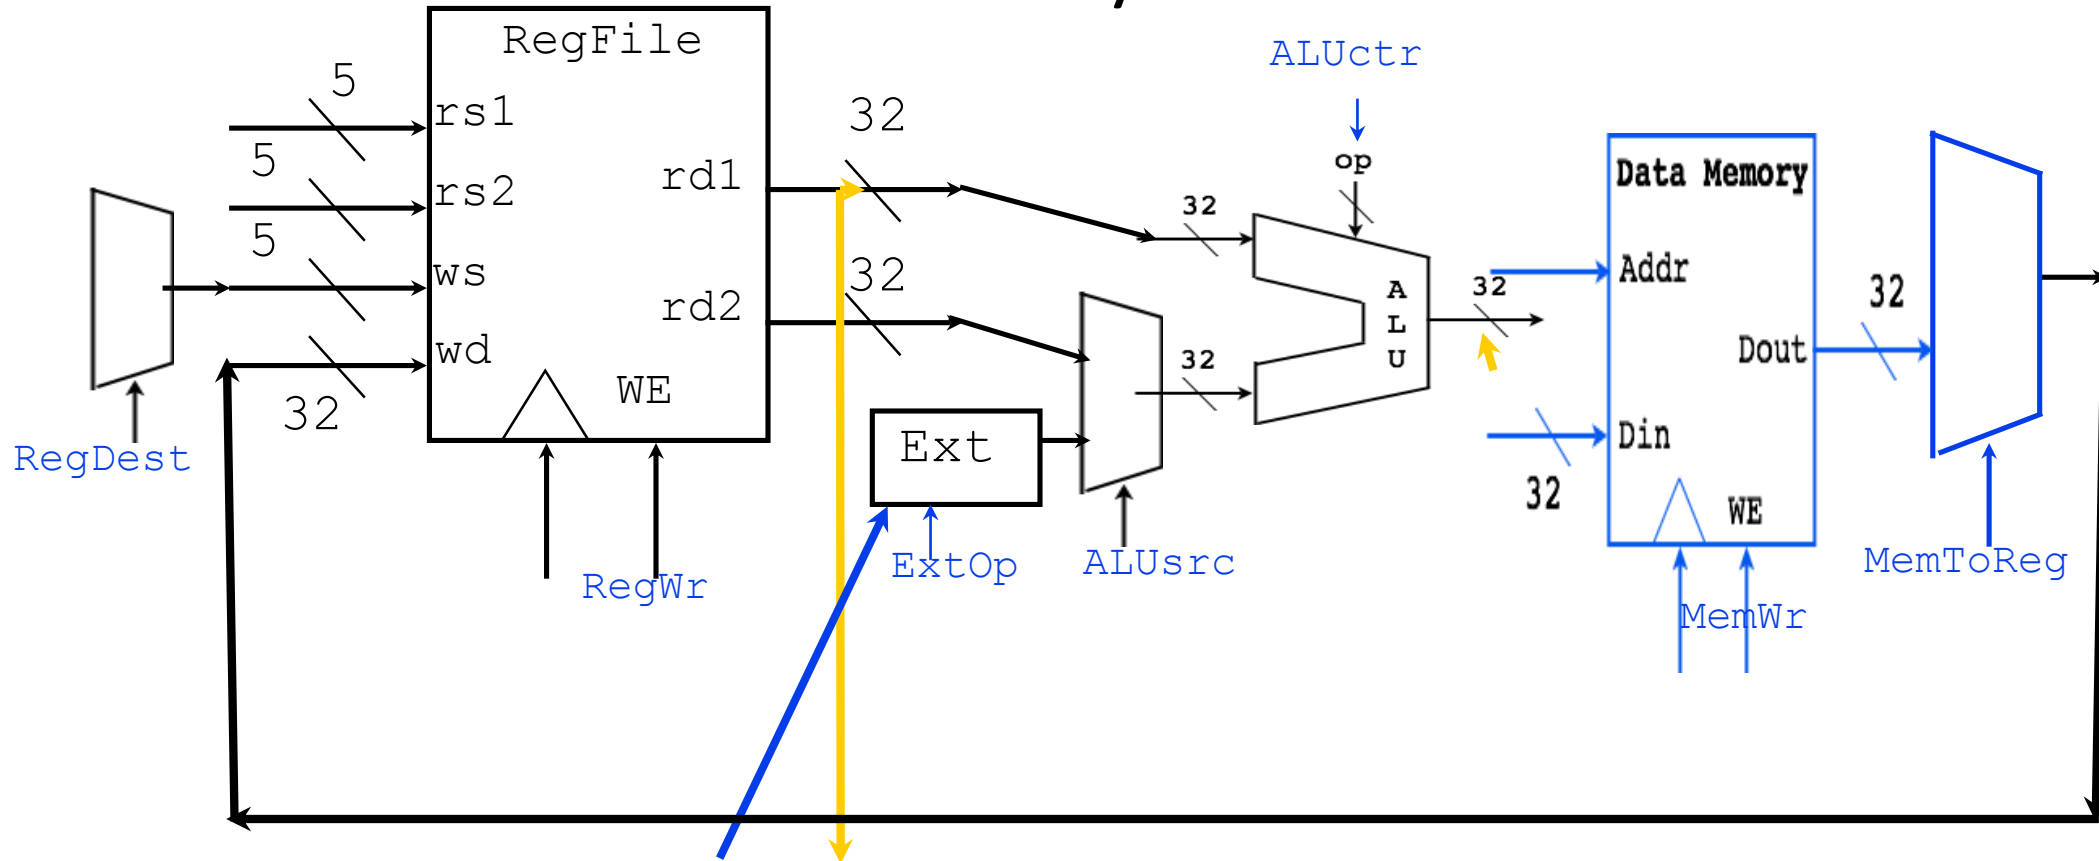 RegFile
ALUctr
5
rs1
32
op
Data Memory
5
rs2
rd1
32
5
ws
32
rd2
A
L
U
32
Addr
32
wd
32
Dout
32
WE
Ext
Din
RegDest
32
WE
RegWr
ExtOp
ALUsrc
MemToReg
MemWr